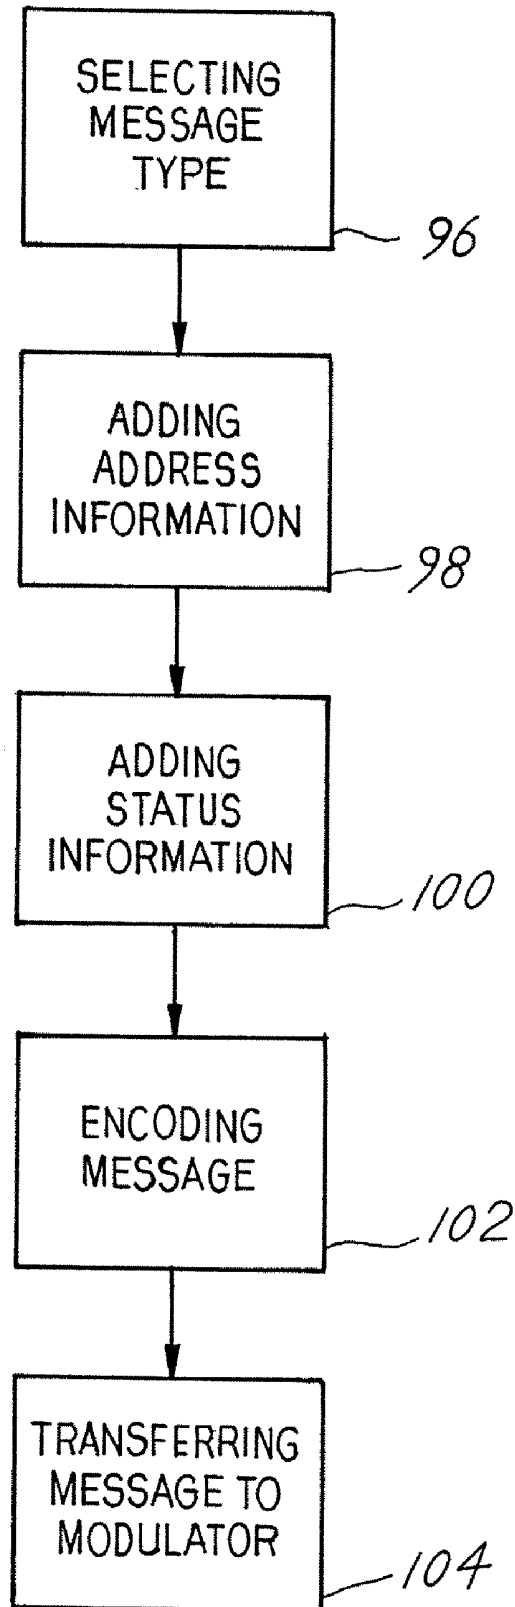 SELECTING
MESSAGE
TYPE
96
ADDING
ADDRESS
INFORMATION
98
ADDING
STATUS
INFORMATION
100
ENCODING
MESSAGE
102
TRANSFERRING
MESSAGE TO
MODULATOR
104